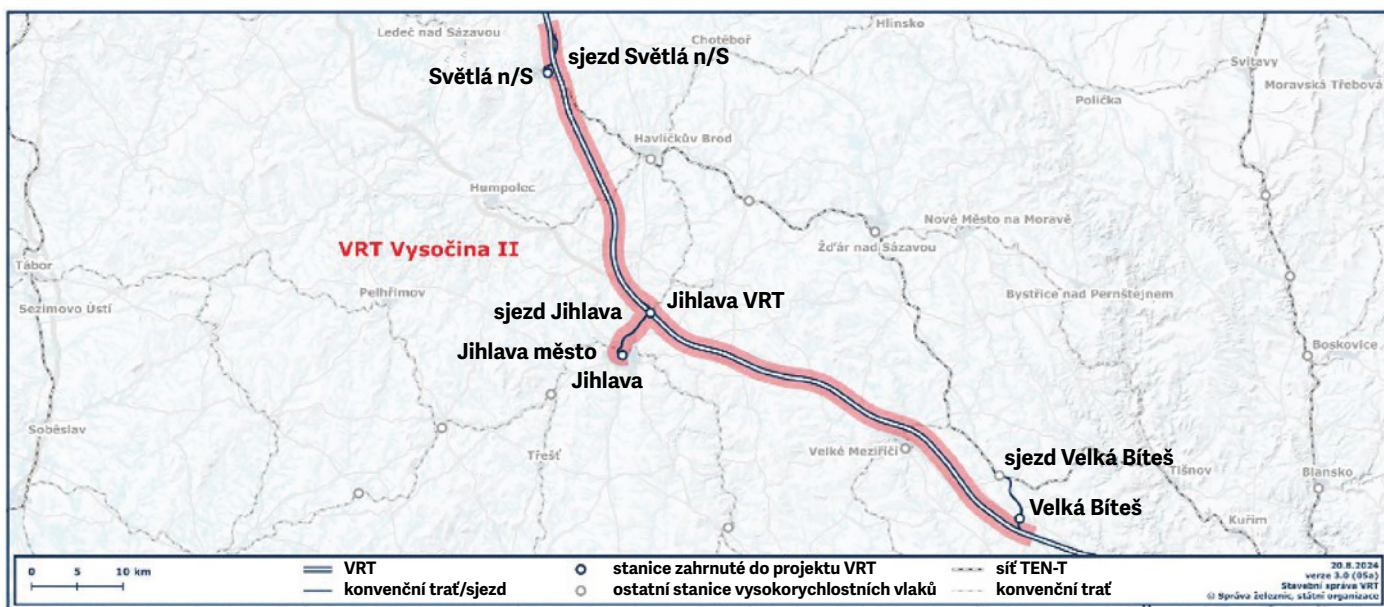 Ledeč nad Sázavou
Hlinsko
Chotěboř
sjezd Světlá n/S
Světlá n/S
Svitavy
Moravská Třebová
Polička
Havlíčkův Brod
Humpolec
Nové Město na Moravě
VRT Vysočina II
Žďár nad Sázavou
Tábor
Pelhřimov
Jihlava VRT
Bystřice nad Pernštejnem
sjezd Jihlava
Sezimovo Ústí
Jihlava město
Boskovice
Jihlava
Soběslav
Třešť
Velké Meziříčí
sjezd Velká Bíteš
Tišnov
Blansko
Velká Bíteš
Kuřim
0 5 10 km
VRT
konvenční trať/sjezd
stanice zahrnuté do projektu VRT
ostatní stanice vysokorychlostních vlaků
síť TEN-T
konvenční trať
20.8.2024
verze 3.0 (05a)
Stavební správa VRT
© Správa železnic, státní organizace